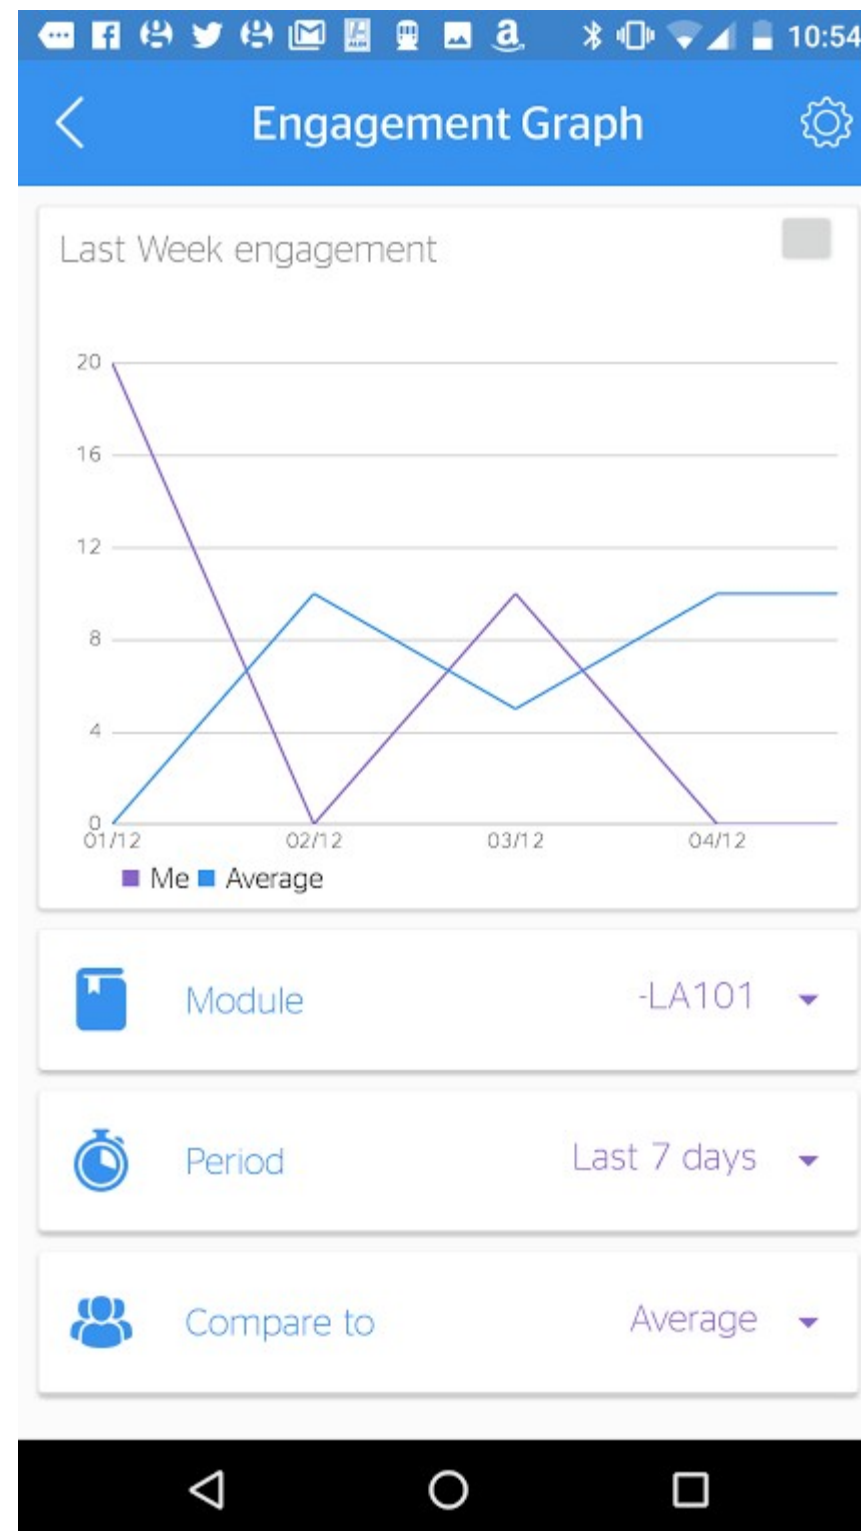 10:54
Engagement Graph
Last Week engagement
20
16
12
8
4
0
01/12 02/12 03/12 04/12
Me Average
Module -LA101
Period Last 7 days
Compare to Average